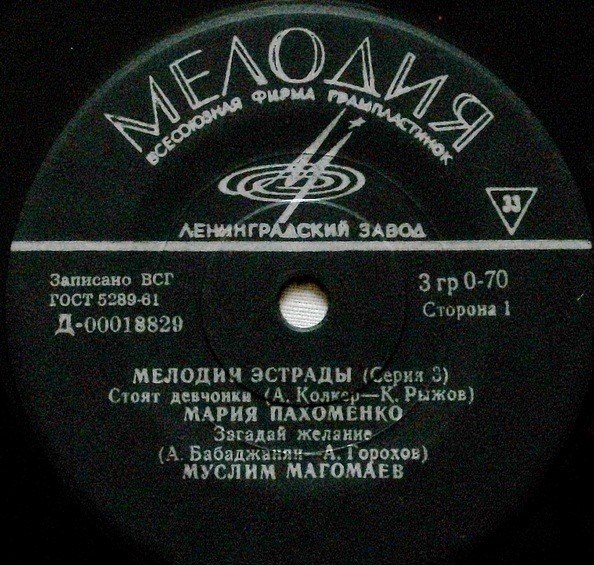 МЕЛОДИЯ
ВСЕСОЮЗНАЯ ФИРМА ГРАМПЛАСТИНОК
ЛЕНИНГРАДСКИЙ ЗАВОД
33
Записано ВСГ
ГОСТ 5289-61
Д-00018829
3 гр 0-70
Сторона 1
МЕЛОДИИ ЭСТРАДЫ (Серия 3)
Стоят девчонки (А. Колкер—К. Рыжов)
МАРИЯ ПАХОМЕНКО
Загадай желание
(А. Бабаджанян—А. Горохов)
МУСЛИМ МАГОМАЕВ